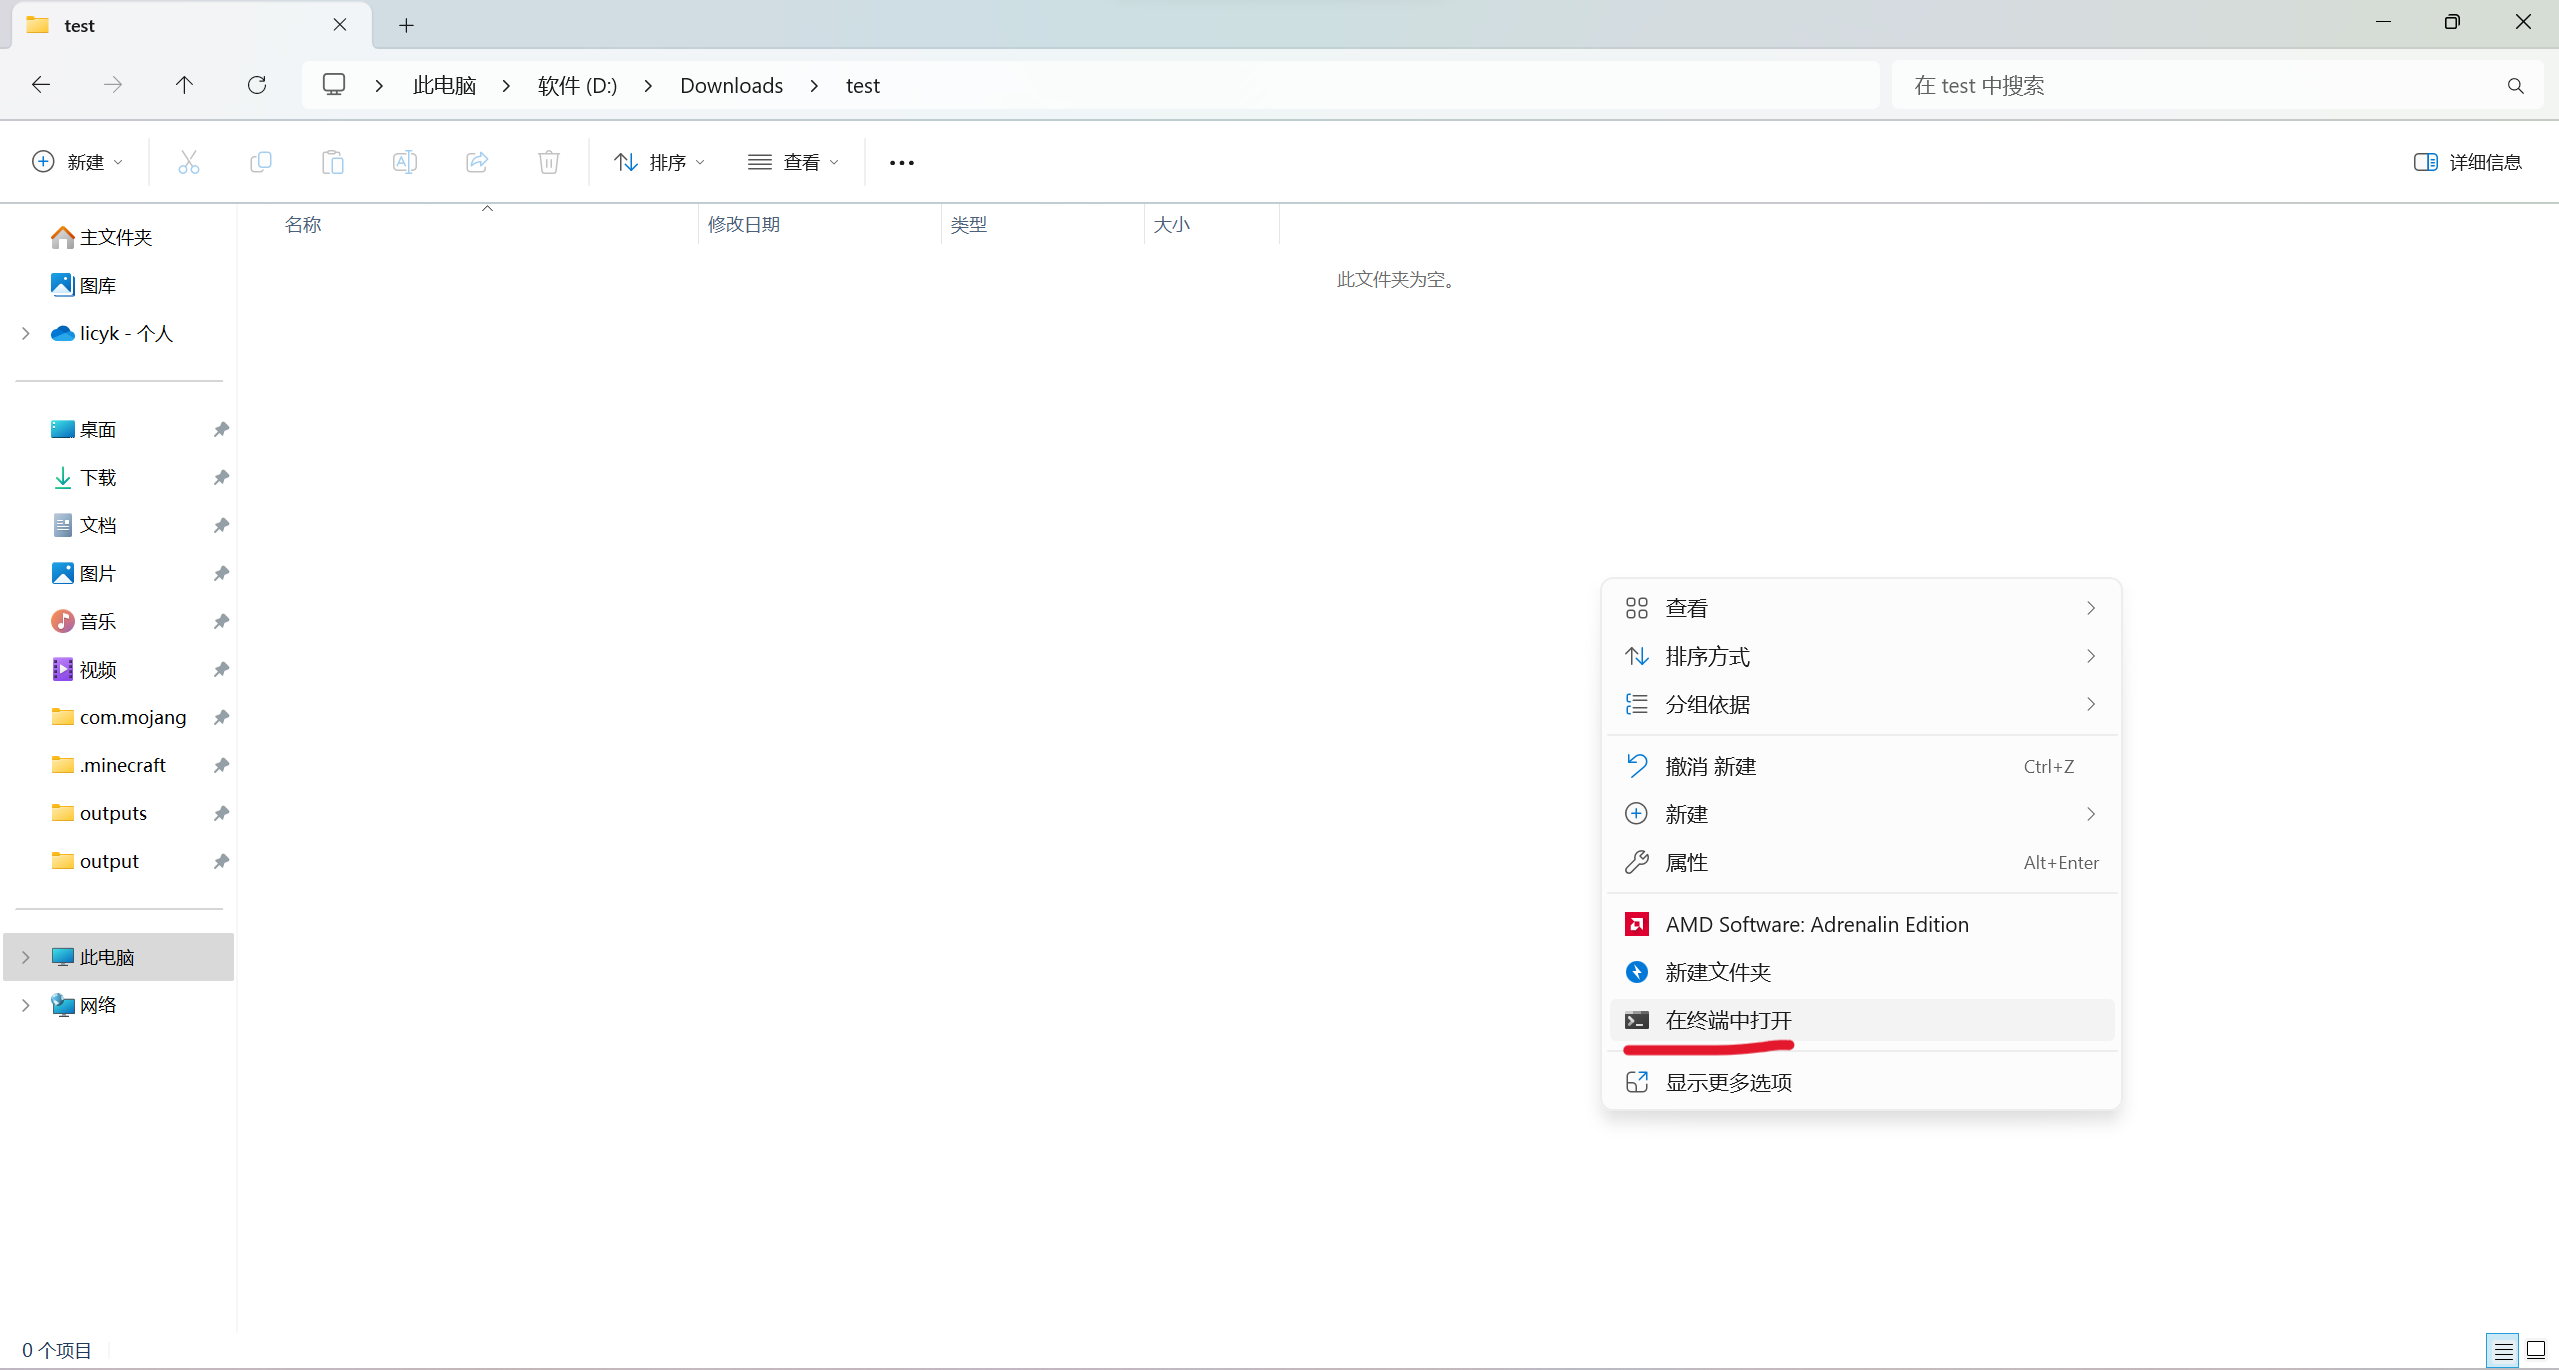 test
此电脑 软件 (D:) Downloads test
在 test 中搜索
新建 排序 查看 详细信息
名称 修改日期 类型 大小
此文件夹为空。
主文件夹
图库
licyk - 个人
桌面
下载
文档
图片
音乐
视频
com.mojang
.minecraft
outputs
output
此电脑
网络
查看
排序方式
分组依据
撤消 新建 Ctrl+Z
新建
属性 Alt+Enter
AMD Software: Adrenalin Edition
新建文件夹
在终端中打开
显示更多选项
0 个项目